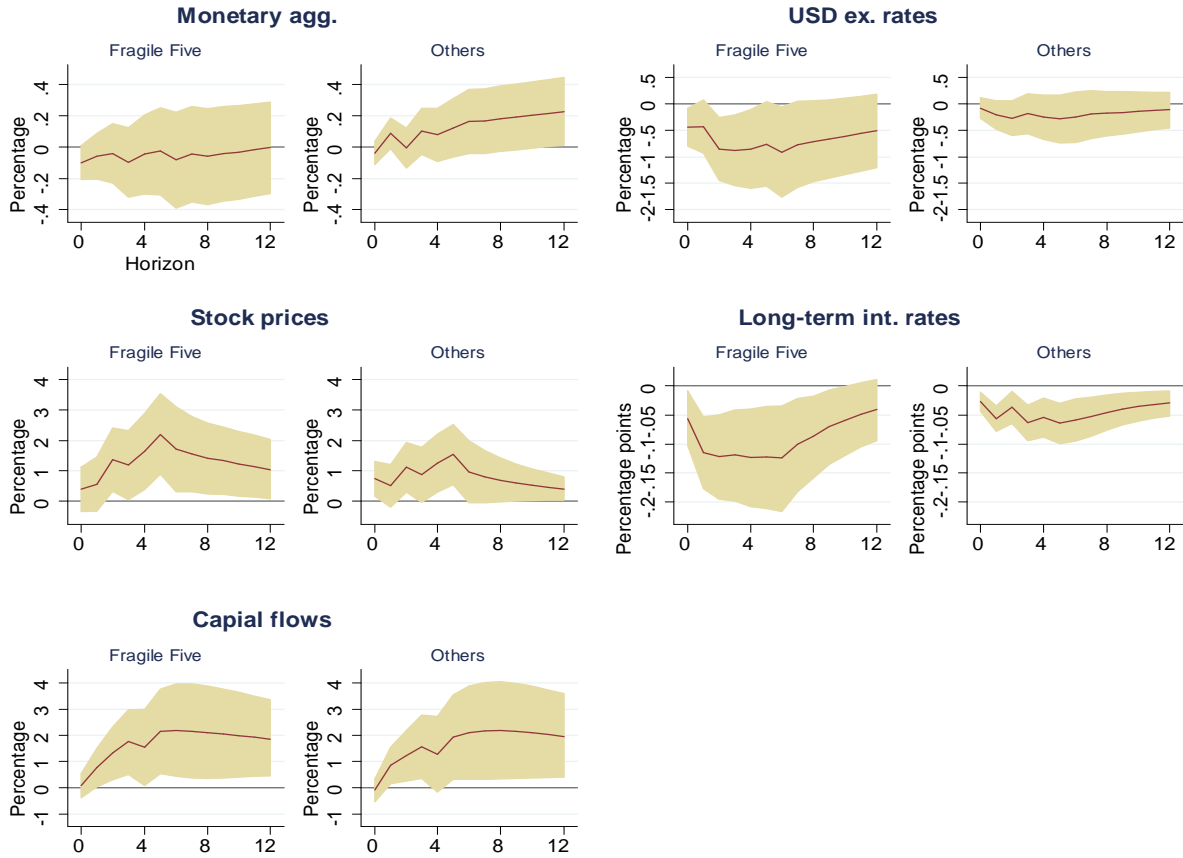 Monetary agg.
Fragile Five
Others
Percentage
.4
.2
0
-.2
-.4
0 4 8 12
0 4 8 12
Horizon
USD ex. rates
Fragile Five
Others
Percentage
.5
0
-.5
-1
-1.5
-2
Percentage
.5
0
-.5
-1
-1.5
-2
0 4 8 12
0 4 8 12
Stock prices
Fragile Five
Others
Percentage
4
3
2
1
0
Percentage
4
3
2
1
0
0 4 8 12
0 4 8 12
Long-term int. rates
Fragile Five
Others
Percentage points
0
-.05
-.1
-.15
-.2
Percentage points
0
-.05
-.1
-.15
-.2
0 4 8 12
0 4 8 12
Capial flows
Fragile Five
Others
Percentage
4
3
2
1
0
-1
Percentage
4
3
2
1
0
-1
0 4 8 12
0 4 8 12
Percentage
.4
.2
0
-.2
-.4